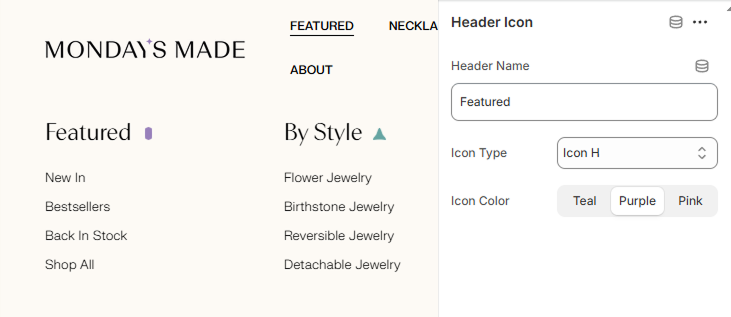 MONDAY'S MADE
FEATURED NECKLA
ABOUT
Featured By Style
New In Flower Jewelry
Bestsellers Birthstone Jewelry
Back In Stock Reversible Jewelry
Shop All Detachable Jewelry
Header Icon
Header Name
Featured
Icon Type Icon H
Icon Color Teal Purple Pink